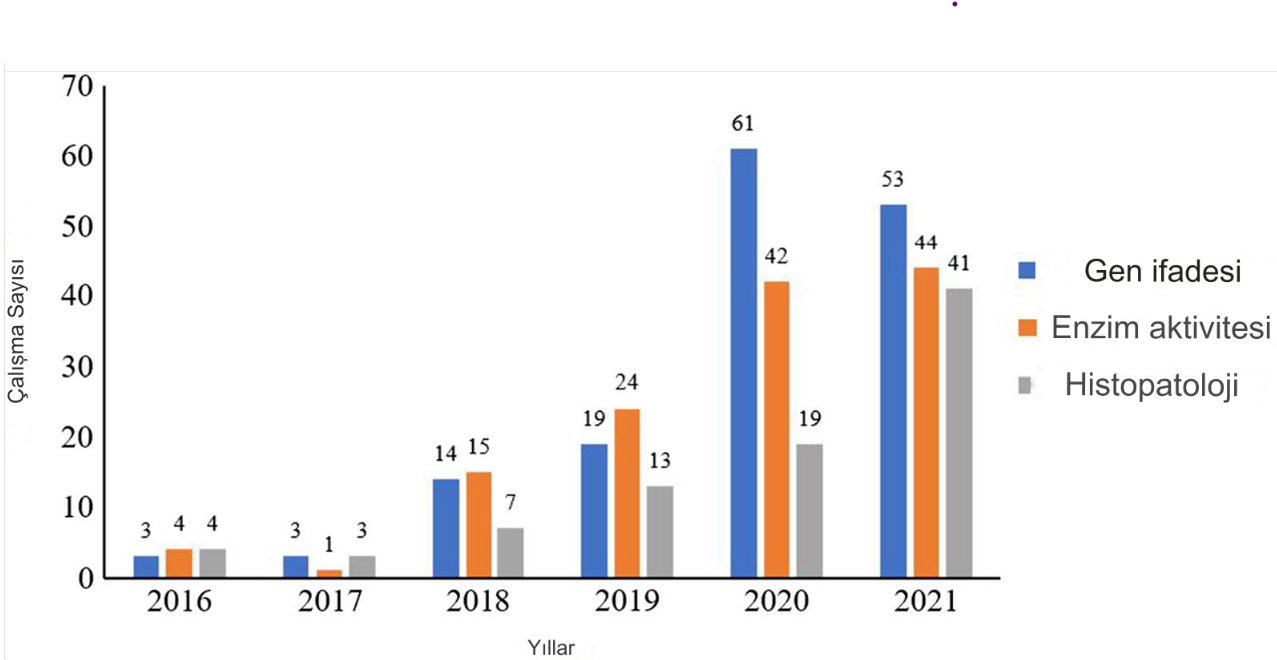 70
60
50
40
30
20
10
0
Çalışma Sayısı
3 4 4
3 1 3
14 15 7
19 24 13
61 42 19
53 44 41
2016 2017 2018 2019 2020 2021
Yıllar
Gen ifadesi
Enzim aktivitesi
Histopatoloji